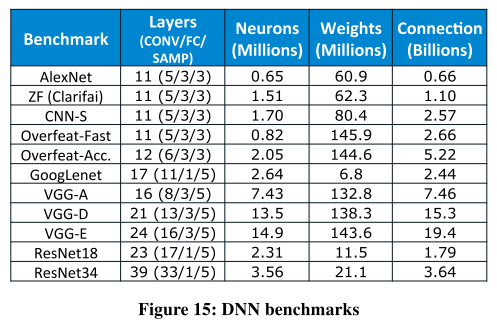 Benchmark Layers (CONV/FC/SAMP) Neurons (Millions) Weights (Millions) Connection (Billions)
AlexNet 11 (5/3/3) 0.65 60.9 0.66
ZF (Clarifai) 11 (5/3/3) 1.51 62.3 1.10
CNN-S 11 (5/3/3) 1.70 80.4 2.57
Overfeat-Fast 11 (5/3/3) 0.82 145.9 2.66
Overfeat-Acc. 12 (6/3/3) 2.05 144.6 5.22
GoogLenet 17 (11/1/5) 2.64 6.8 2.44
VGG-A 16 (8/3/5) 7.43 132.8 7.46
VGG-D 21 (13/3/5) 13.5 138.3 15.3
VGG-E 24 (16/3/5) 14.9 143.6 19.4
ResNet18 23 (17/1/5) 2.31 11.5 1.79
ResNet34 39 (33/1/5) 3.56 21.1 3.64
Figure 15: DNN benchmarks